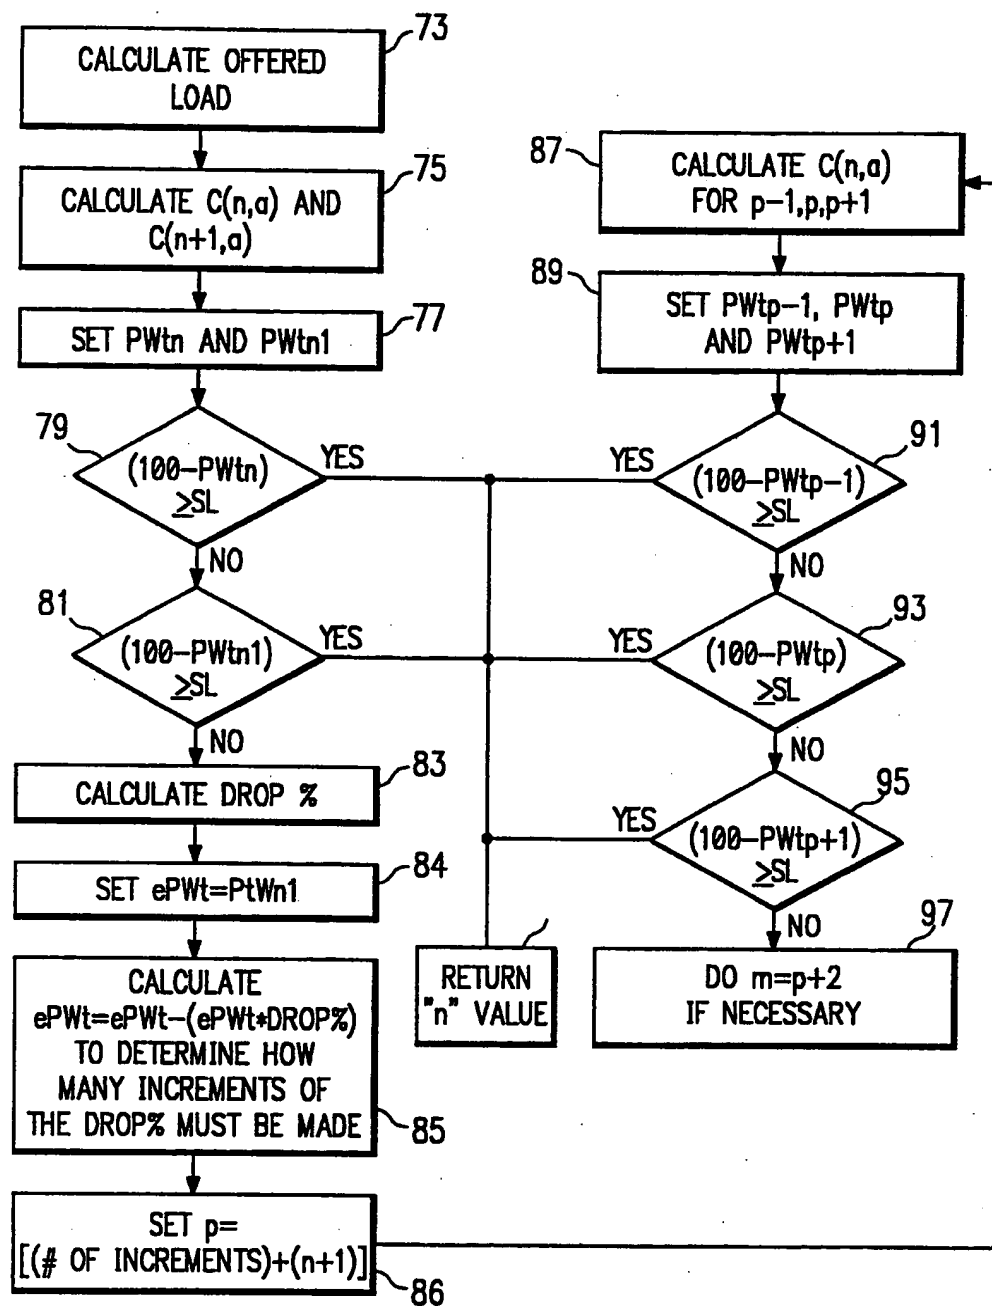 73
CALCULATE OFFERED
LOAD
75
CALCULATE C(n,a) AND
C(n+1,a)
77
SET PWtn AND PWtn1
79
(100-PWtn)
≥SL
YES
NO
81
(100-PWtn1)
≥SL
YES
NO
83
CALCULATE DROP %
84
SET ePWt=PtWn1
CALCULATE
ePWt=ePWt-(ePWt*DROP%)
TO DETERMINE HOW
MANY INCREMENTS OF
THE DROP% MUST BE MADE
85
SET p=
[(# OF INCREMENTS)+(n+1)]
86
87
CALCULATE C(n,a)
FOR p-1,p,p+1
89
SET PWtp-1, PWtp
AND PWtp+1
91
YES
(100-PWtp-1)
≥SL
NO
93
YES
(100-PWtp)
≥SL
NO
95
YES
(100-PWtp+1)
≥SL
NO
RETURN
"n" VALUE
97
DO m=p+2
IF NECESSARY